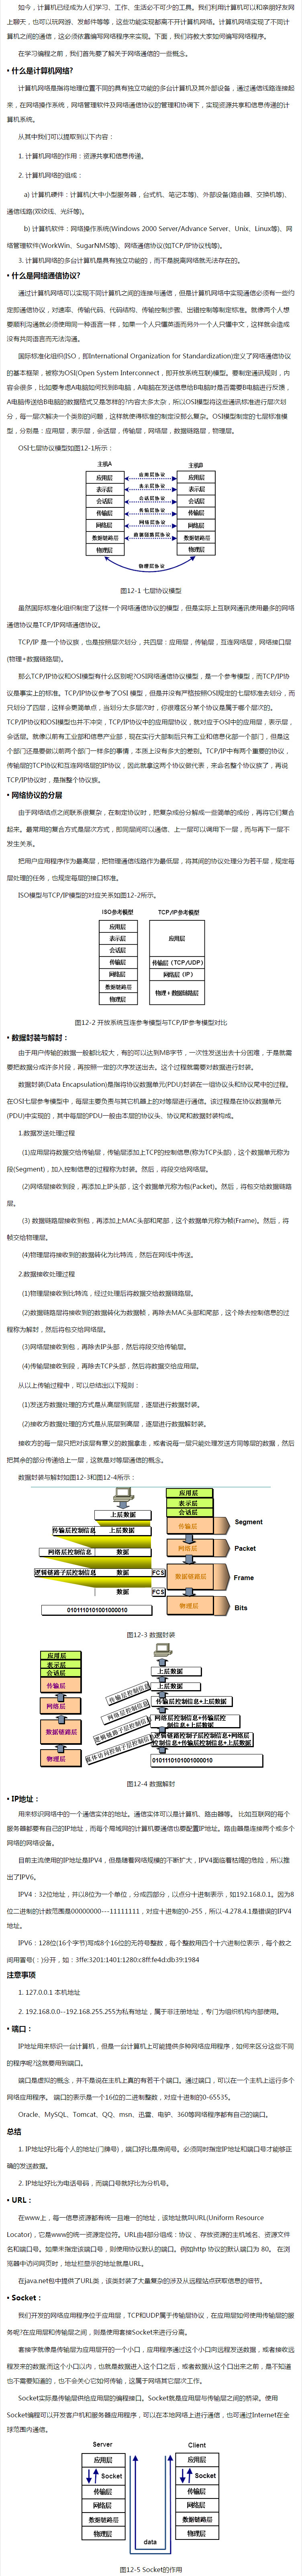 如今，计算机已经成为人们学习、工作、生活必不可少的工具。我们利用计算机可以和亲朋好友网
上聊天，也可以玩网游、发邮件等等，这些功能实现都离不开计算机网络。计算机网络实现了不同计
算机之间的通信，这必须依靠编写网络程序来实现。下面，我们将教大家如何编写网络程序。
在学习编程之前，我们首先要了解关于网络通信的一些概念。
• 什么是计算机网络?
计算机网络是指将地理位置不同的具有独立功能的多台计算机及其外部设备，通过通信线路连接起
来，在网络操作系统，网络管理软件及网络通信协议的管理和协调下，实现资源共享和信息传递的计
算机系统。
从其中我们可以提取到以下内容：
1. 计算机网络的作用：资源共享和信息传递。
2. 计算机网络的组成：
a) 计算机硬件：计算机(大中小型服务器，台式机、笔记本等)、外部设备(路由器、交换机等)、
通信线路(双绞线、光纤等)。
b) 计算机软件：网络操作系统(Windows 2000 Server/Advance Server、Unix、Linux等)、网
络管理软件(WorkWin、SugarNMS等)、网络通信协议(如TCP/IP协议栈等)。
3. 计算机网络的多台计算机是具有独立功能的，而不是脱离网络就无法存在的。
• 什么是网络通信协议?
通过计算机网络可以实现不同计算机之间的连接与通信，但是计算机网络中实现通信必须有一些约
定即通信协议，对速率、传输代码、代码结构、传输控制步骤、出错控制等制定标准。就像两个人想
要顺利沟通就必须使用同一种语言一样，如果一个人只懂英语而另外一个人只懂中文，这样就会造成
没有共同语言而无法沟通。
国际标准化组织(ISO，即International Organization for Standardization)定义了网络通信协议
的基本框架，被称为OSI(Open System Interconnect，即开放系统互联)模型。要制定通讯规则，内
容会很多，比如要考虑A电脑如何找到B电脑，A电脑在发送信息给B电脑时是否需要B电脑进行反馈，
A电脑传送给B电脑的数据格式又是怎样的?内容太多太杂，所以OSI模型将这些通讯标准进行层次划
分，每一层次解决一个类别的问题，这样就使得标准的制定没那么复杂。OSI模型制定的七层标准模
型，分别是：应用层，表示层，会话层，传输层，网络层，数据链路层，物理层。
OSI七层协议模型如图12-1所示：
主机A 主机B
应用层 应用层协议 应用层
表示层 表示层协议 表示层
会话层 会话层协议 会话层
传输层 传输层协议 传输层
网络层 网络层协议 网络层
数据链路层 数据链路层协议 数据链路层
物理层 物理层协议 物理层
图12-1 七层协议模型
虽然国际标准化组织制定了这样一个网络通信协议的模型，但是实际上互联网通讯使用最多的网络
通信协议是TCP/IP网络通信协议。
TCP/IP 是一个协议族，也是按照层次划分，共四层：应用层，传输层，互连网络层，网络接口层
(物理+数据链路层)。
那么TCP/IP协议和OSI模型有什么区别呢?OSI网络通信协议模型，是一个参考模型，而TCP/IP协
议是事实上的标准。TCP/IP协议参考了OSI 模型，但是并没有严格按照OSI规定的七层标准去划分，而
只划分了四层，这样会更简单点，当划分太多层次时，你很难区分某个协议是属于哪个层次的。
TCP/IP协议和OSI模型也并不冲突，TCP/IP协议中的应用层协议，就对应于OSI中的应用层，表示层，
会话层。就像以前有工业部和信息产业部，现在实行大部制后只有工业和信息化部一个部门，但是这
个部门还是要做以前两个部门一样多的事情，本质上没有多大的差别。TCP/IP中有两个重要的协议，
传输层的TCP协议和互连网络层的IP协议，因此就拿这两个协议做代表，来命名整个协议族了，再说
TCP/IP协议时，是指整个协议族。
• 网络协议的分层
由于网络结点之间联系很复杂，在制定协议时，把复杂成份分解成一些简单的成份，再将它们复合
起来。最常用的复合方式是层次方式，即同层间可以通信、上一层可以调用下一层，而与再下一层不
发生关系。
把用户应用程序作为最高层，把物理通信线路作为最低层，将其间的协议处理分为若干层，规定每
层处理的任务，也规定每层的接口标准。
ISO模型与TCP/IP模型的对应关系如图12-2所示。
ISO参考模型 TCP/IP参考模型
应用层
表示层 应用层
会话层
传输层 传输层（TCP/UDP）
网络层 网络层（IP）
数据链路层 物理＋数据链路层
物理层
图12-2 开放系统互连参考模型与TCP/IP参考模型对比
• 数据封装与解封：
由于用户传输的数据一般都比较大，有的可以达到MB字节，一次性发送出去十分困难，于是就需
要把数据分成许多片段，再按照一定的次序发送出去。这个过程就需要对数据进行封装。
数据封装(Data Encapsulation)是指将协议数据单元(PDU)封装在一组协议头和协议尾中的过程。
在OSI七层参考模型中，每层主要负责与其它机器上的对等层进行通信。该过程是在协议数据单元
(PDU)中实现的，其中每层的PDU一般由本层的协议头、协议尾和数据封装构成。
1.数据发送处理过程
(1)应用层将数据交给传输层，传输层添加上TCP的控制信息(称为TCP头部)，这个数据单元称为
段(Segment)，加入控制信息的过程称为封装。然后，将段交给网络层。
(2)网络层接收到段，再添加上IP头部，这个数据单元称为包(Packet)。然后，将包交给数据链路
层。
(3) 数据链路层接收到包，再添加上MAC头部和尾部，这个数据单元称为帧(Frame)。然后，将
帧交给物理层。
(4)物理层将接收到的数据转化为比特流，然后在网线中传送。
2.数据接收处理过程
(1)物理层接收到比特流，经过处理后将数据交给数据链路层。
(2)数据链路层将接收到的数据转化为数据帧，再除去MAC头部和尾部，这个除去控制信息的过
程称为解封，然后将包交给网络层。
(3)网络层接收到包，再除去IP头部，然后将段交给传输层。
(4)传输层接收到段，再除去TCP头部，然后将数据交给应用层。
从以上传输过程中，可以总结出以下规则：
(1)发送方数据处理的方式是从高层到底层，逐层进行数据封装。
(2)接收方数据处理的方式是从底层到高层，逐层进行数据解封装。
接收方的每一层只把对该层有意义的数据拿走，或者说每一层只能处理发送方同等层的数据，然后
把其余的部分传递给上一层，这就是对等层通信的概念。
数据封装与解封如图12-3和图12-4所示：
应用层
表示层
上层数据 会话层
传输层控制信息 上层数据 传输层 Segment
网络层控制信息 数据 网络层 Packet
逻辑链路子层控制信息 数据 FCS 数据链路层 Frame
数据 FCS
0101110101001000010 物理层 Bits
图12-3 数据封装
应用层
表示层 上层数据
会话层 上层数据
传输层 传输层控制信息 传输层控制信息+上层数据
网络层 网络层控制信息 网络层控制信息+传输层控制信息+上层数据
数据链路层 逻辑链路子层控制信息 逻辑链路子层控制信息+网络层控制信息+传输层控制信息+上层数据
物理层 媒体访问控制子层控制信息 0101110101001000010
图12-4 数据解封
• IP地址：
用来标识网络中的一个通信实体的地址。通信实体可以是计算机、路由器等。 比如互联网的每个
服务器都要有自己的IP地址，而每个局域网的计算机要通信也要配置IP地址。路由器是连接两个或多个
网络的网络设备。
目前主流使用的IP地址是IPV4，但是随着网络规模的不断扩大，IPV4面临着枯竭的危险，所以推
出了IPV6。
IPV4：32位地址，并以8位为一个单位，分成四部分，以点分十进制表示，如192.168.0.1。因为8
位二进制的计数范围是00000000---11111111，对应十进制的0-255，所以-4.278.4.1是错误的IPV4
地址。
IPV6：128位(16个字节)写成8个16位的无符号整数，每个整数用四个十六进制位表示，每个数之
间用冒号(：)分开，如：3ffe:3201:1401:1280:c8ff:fe4d:db39:1984
注意事项
1. 127.0.0.1 本机地址
2. 192.168.0.0--192.168.255.255为私有地址，属于非注册地址，专门为组织机构内部使用。
• 端口：
IP地址用来标识一台计算机，但是一台计算机上可能提供多种网络应用程序，如何来区分这些不同
的程序呢?这就要用到端口。
端口是虚拟的概念，并不是说在主机上真的有若干个端口。通过端口，可以在一个主机上运行多个
网络应用程序。 端口的表示是一个16位的二进制整数，对应十进制的0-65535。
Oracle、MySQL、Tomcat、QQ、msn、迅雷、电驴、360等网络程序都有自己的端口。
总结
1. IP地址好比每个人的地址(门牌号)，端口好比是房间号。必须同时指定IP地址和端口号才能够正
确的发送数据。
2. IP地址好比为电话号码，而端口号就好比为分机号。
• URL：
在www上，每一信息资源都有统一且唯一的地址，该地址就叫URL(Uniform Resource
Locator)，它是www的统一资源定位符。URL由4部分组成：协议 、存放资源的主机域名、资源文件
名和端口号。如果未指定该端口号，则使用协议默认的端口。例如http 协议的默认端口为 80。 在浏
览器中访问网页时，地址栏显示的地址就是URL。
在java.net包中提供了URL类，该类封装了大量复杂的涉及从远程站点获取信息的细节。
• Socket：
我们开发的网络应用程序位于应用层，TCP和UDP属于传输层协议，在应用层如何使用传输层的服
务呢?在应用层和传输层之间，则是使用套接Socket来进行分离。
套接字就像是传输层为应用层开的一个小口，应用程序通过这个小口向远程发送数据，或者接收远
程发来的数据;而这个小口以内，也就是数据进入这个口之后，或者数据从这个口出来之前，是不知道
也不需要知道的，也不会关心它如何传输，这属于网络其它层次工作。
Socket实际是传输层供给应用层的编程接口。Socket就是应用层与传输层之间的桥梁。使用
Socket编程可以开发客户机和服务器应用程序，可以在本地网络上进行通信，也可通过Internet在全
球范围内通信。
Server Client
应用层 应用层
Socket Socket
传输层 传输层
网络层 网络层
数据链路层 数据链路层
物理层 物理层
data
图12-5 Socket的作用